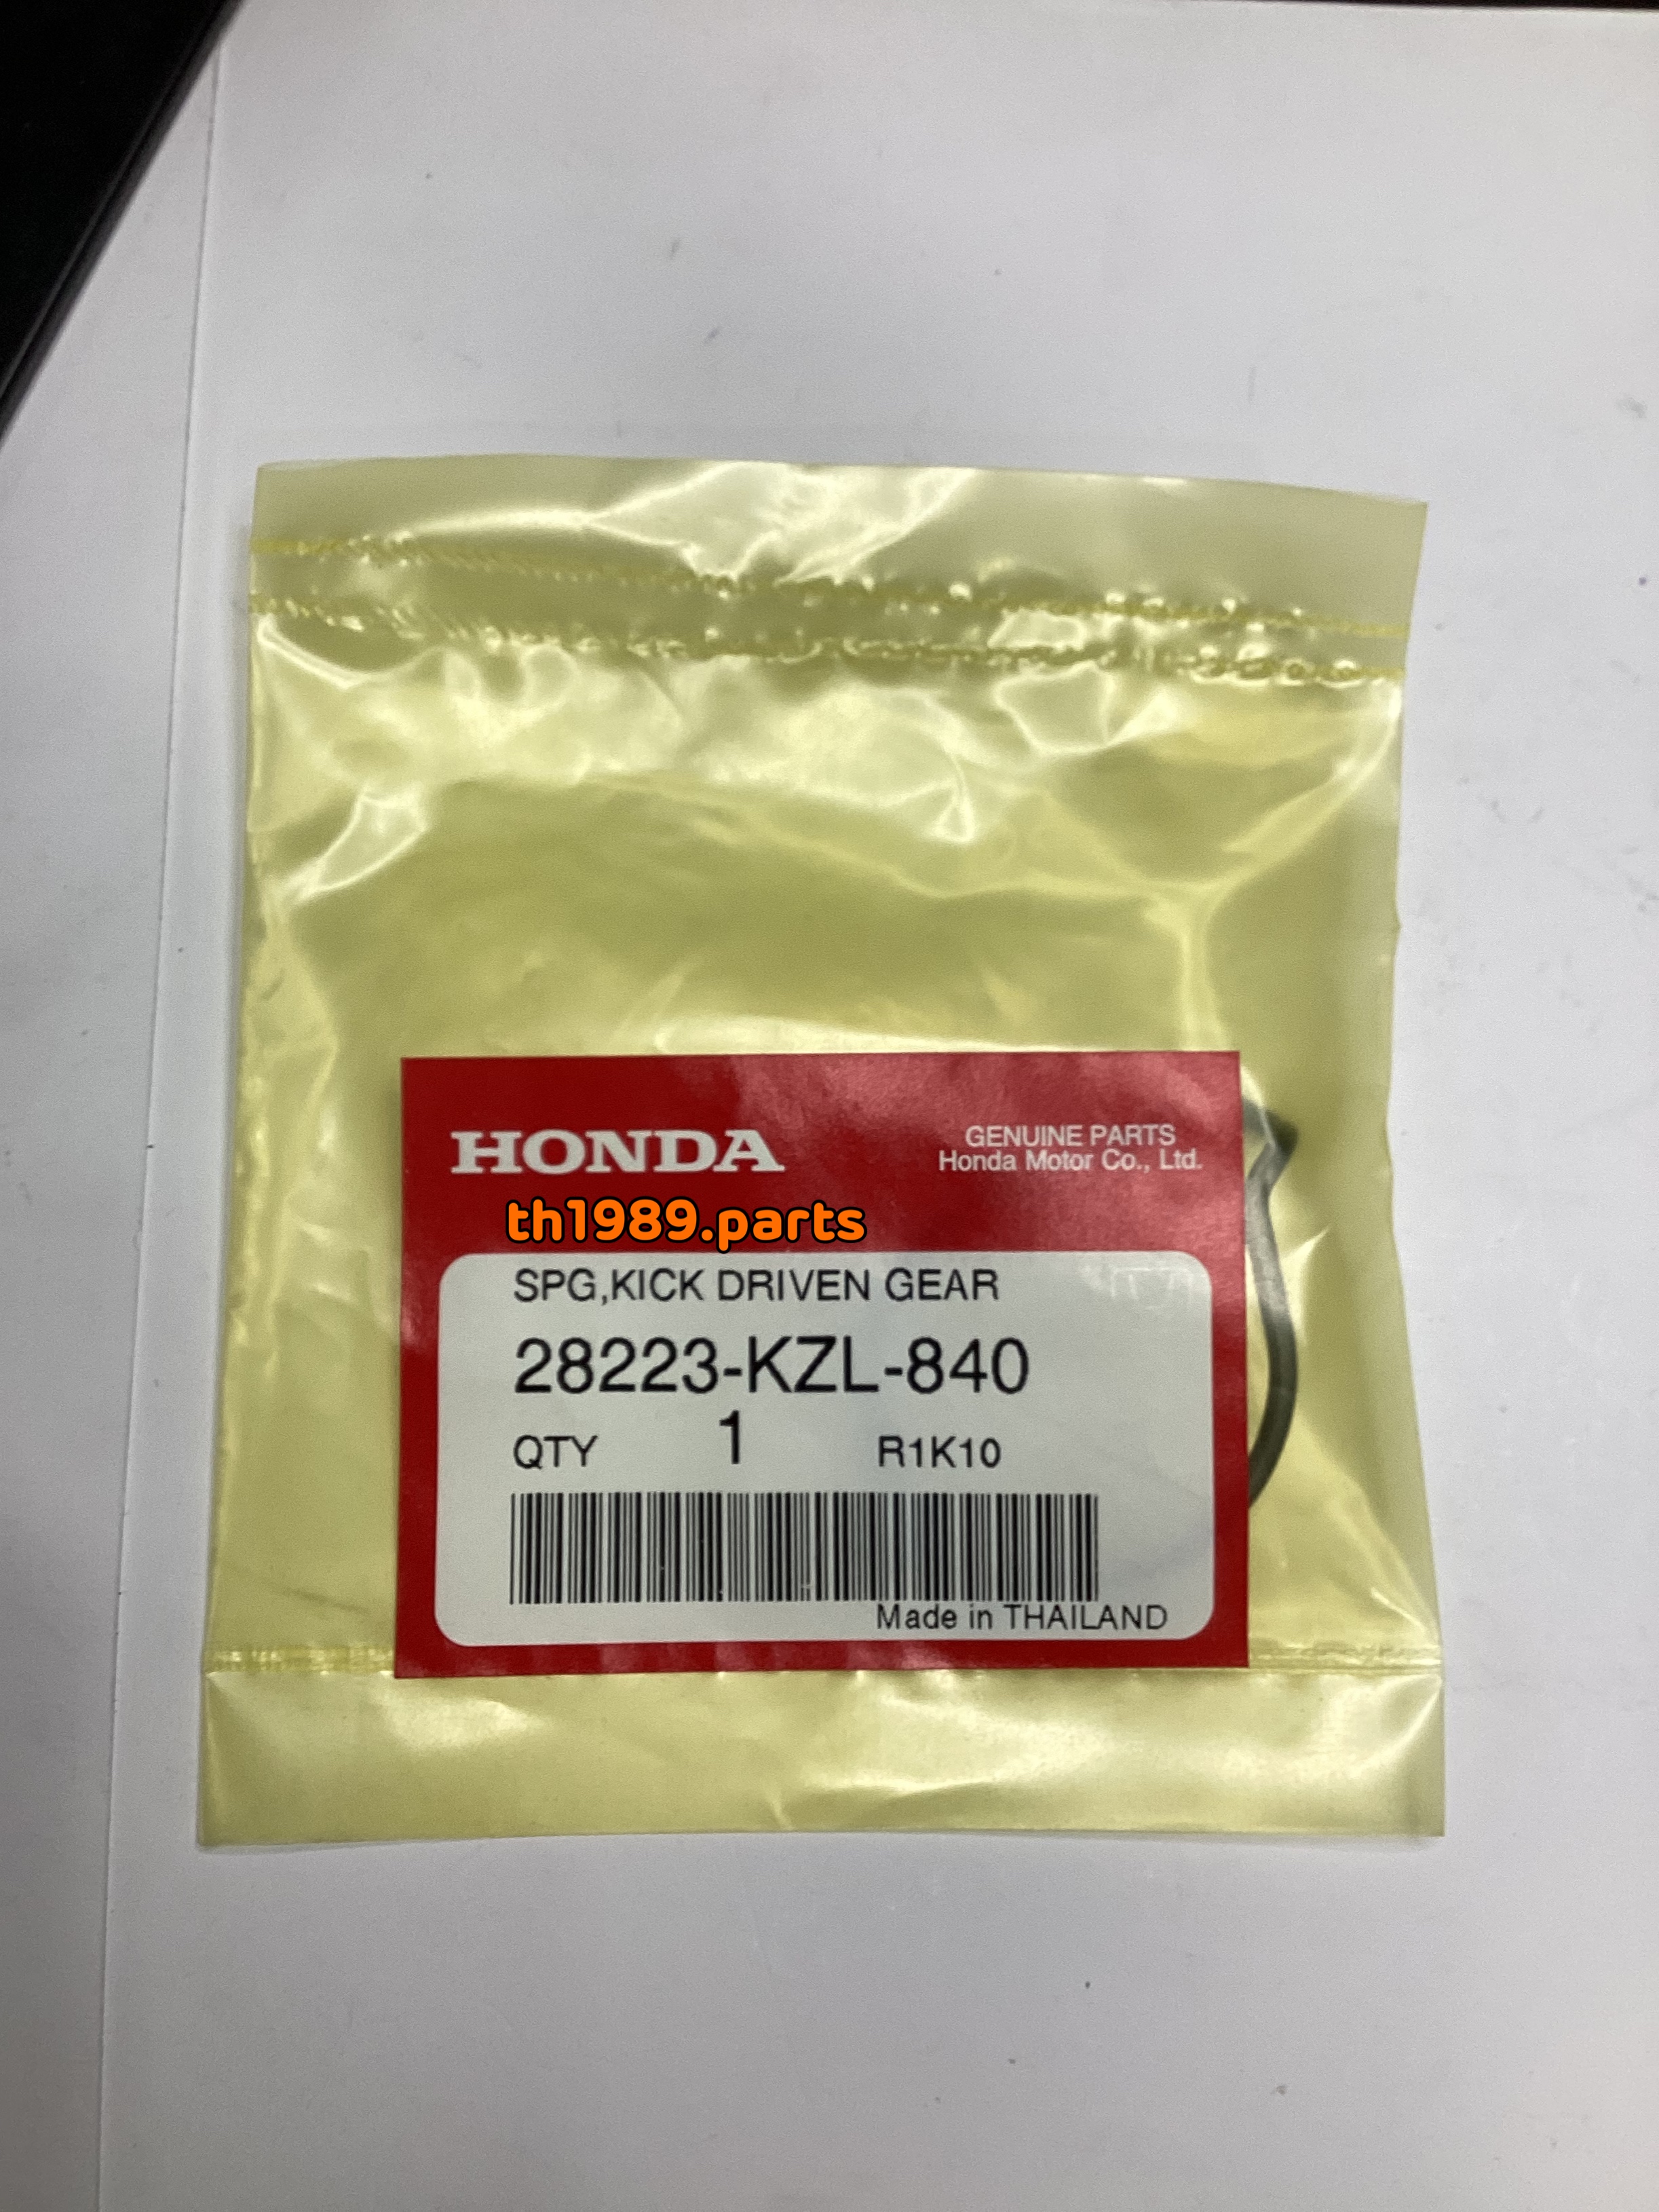 HONDA
GENUINE PARTS
Honda Motor Co., Ltd.
th1989.parts
SPG,KICK DRIVEN GEAR
28223-KZL-840
QTY 1 R1K10
Made in THAILAND